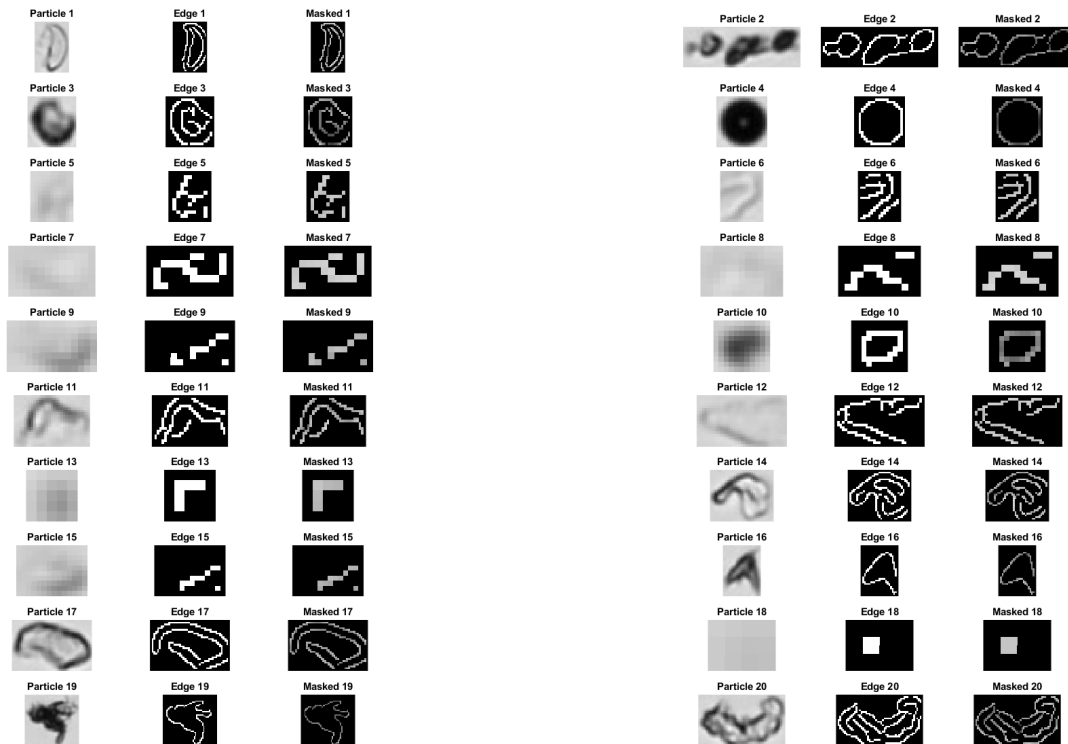 Particle 1 Edge 1 Masked 1 Particle 2 Edge 2 Masked 2
Particle 3 Edge 3 Masked 3 Particle 4 Edge 4 Masked 4
Particle 5 Edge 5 Masked 5 Particle 6 Edge 6 Masked 6
Particle 7 Edge 7 Masked 7 Particle 8 Edge 8 Masked 8
Particle 9 Edge 9 Masked 9 Particle 10 Edge 10 Masked 10
Particle 11 Edge 11 Masked 11 Particle 12 Edge 12 Masked 12
Particle 13 Edge 13 Masked 13 Particle 14 Edge 14 Masked 14
Particle 15 Edge 15 Masked 15 Particle 16 Edge 16 Masked 16
Particle 17 Edge 17 Masked 17 Particle 18 Edge 18 Masked 18
Particle 19 Edge 19 Masked 19 Particle 20 Edge 20 Masked 20